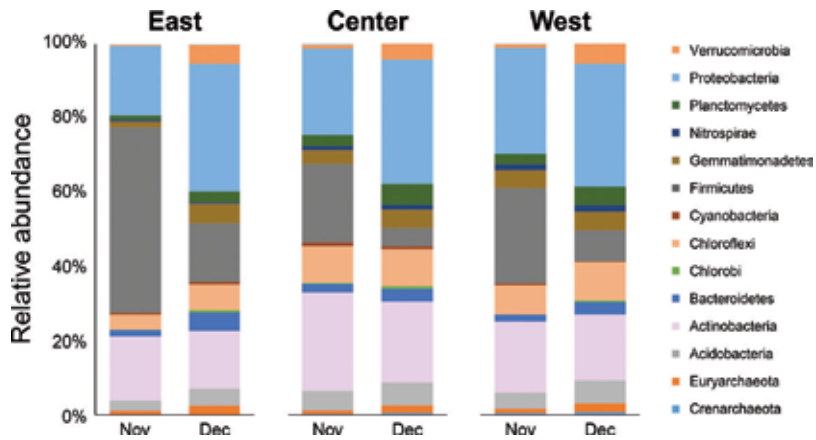 East Center West
100%
80%
60%
40%
20%
0%
Relative abundance
Nov Dec Nov Dec Nov Dec
Verrucomicrobia
Proteobacteria
Planctomycetes
Nitrospirae
Gemmatimonadetes
Firmicutes
Cyanobacteria
Chloroflexi
Chlorobi
Bacteroidetes
Actinobacteria
Acidobacteria
Euryarchaeota
Crenarchaeota